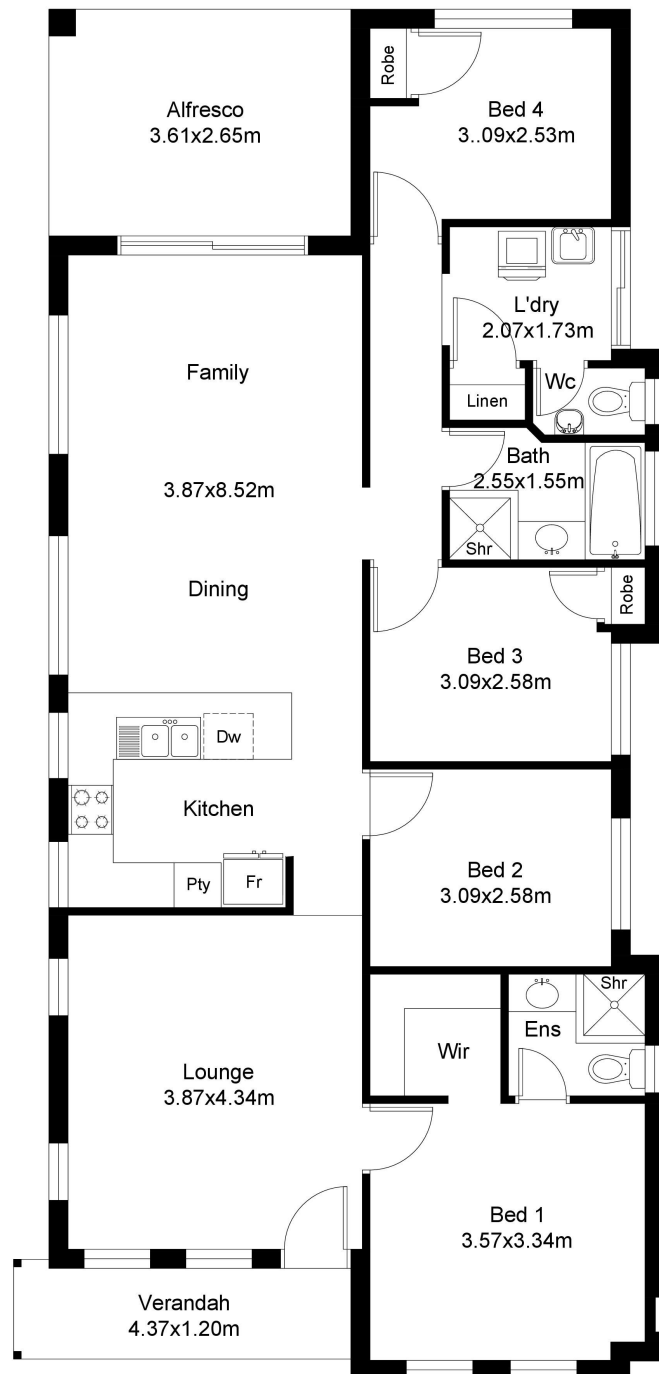 Alfresco
3.61x2.65m
Robe
Bed 4
3..09x2.53m
L'dry
2.07x1.73m
Linen
Wc
Family
3.87x8.52m
Bath
2.55x1.55m
Shr
Dining
Robe
Bed 3
3.09x2.58m
Dw
Kitchen
Pty
Fr
Bed 2
3.09x2.58m
Shr
Ens
Wir
Lounge
3.87x4.34m
Bed 1
3.57x3.34m
Verandah
4.37x1.20m